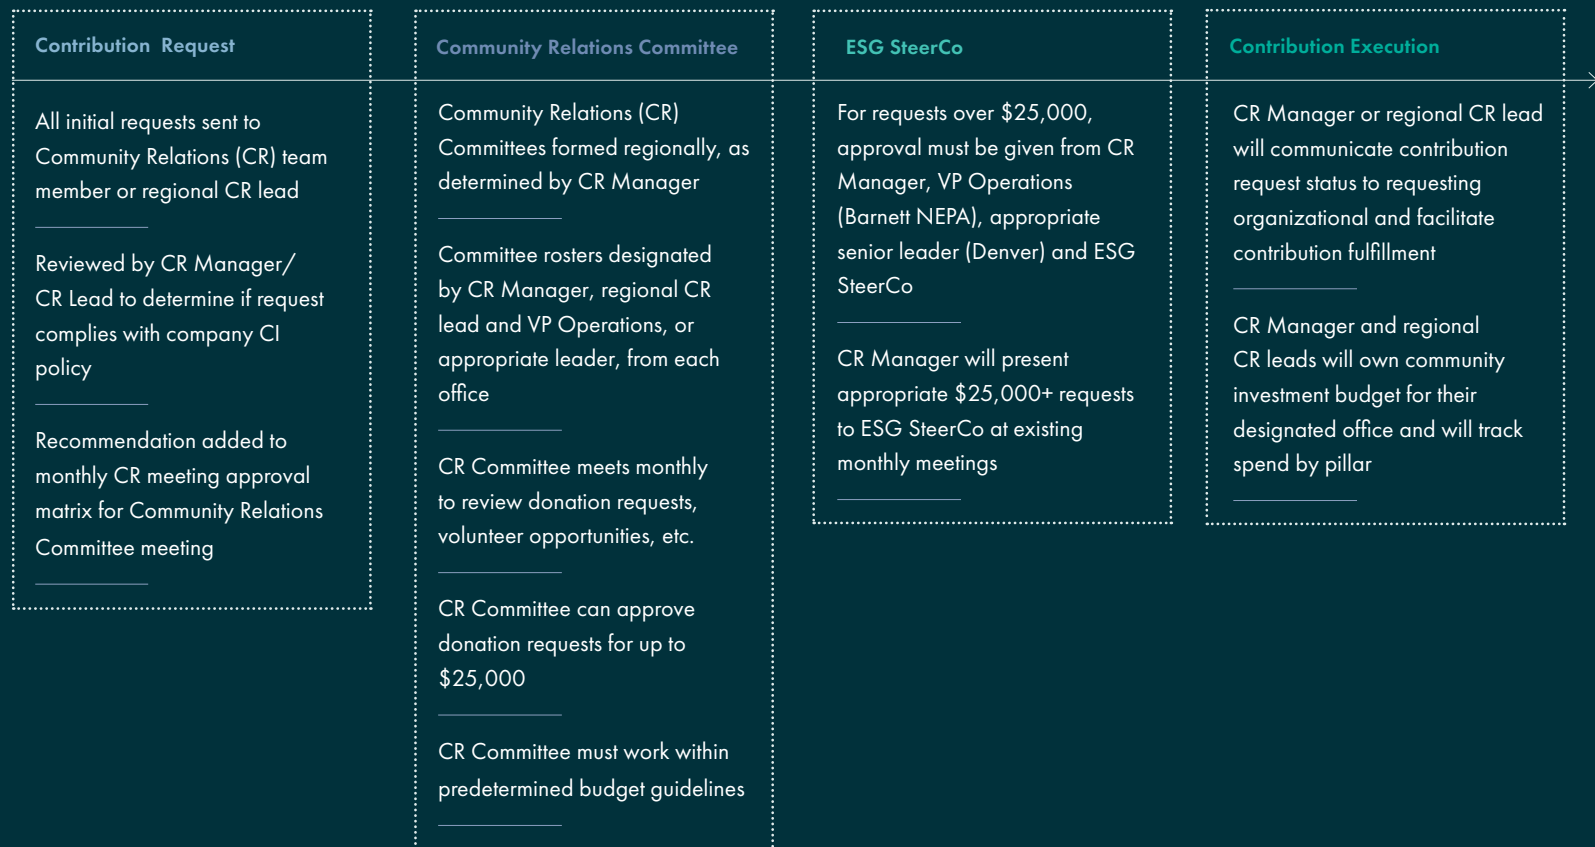 Contribution Request
All initial requests sent to
Community Relations (CR) team
member or regional CR lead
Reviewed by CR Manager/
CR Lead to determine if request
complies with company CI
policy
Recommendation added to
monthly CR meeting approval
matrix for Community Relations
Committee meeting
Community Relations Committee
Community Relations (CR)
Committees formed regionally, as
determined by CR Manager
Committee rosters designated
by CR Manager, regional CR
lead and VP Operations, or
appropriate leader, from each
office
CR Committee meets monthly
to review donation requests,
volunteer opportunities, etc.
CR Committee can approve
donation requests for up to
$25,000
CR Committee must work within
predetermined budget guidelines
ESG SteerCo
For requests over $25,000,
approval must be given from CR
Manager, VP Operations
(Barnett NEPA), appropriate
senior leader (Denver) and ESG
SteerCo
CR Manager will present
appropriate $25,000+ requests
to ESG SteerCo at existing
monthly meetings
Contribution Execution
CR Manager or regional CR lead
will communicate contribution
request status to requesting
organizational and facilitate
contribution fulfillment
CR Manager and regional
CR leads will own community
investment budget for their
designated office and will track
spend by pillar